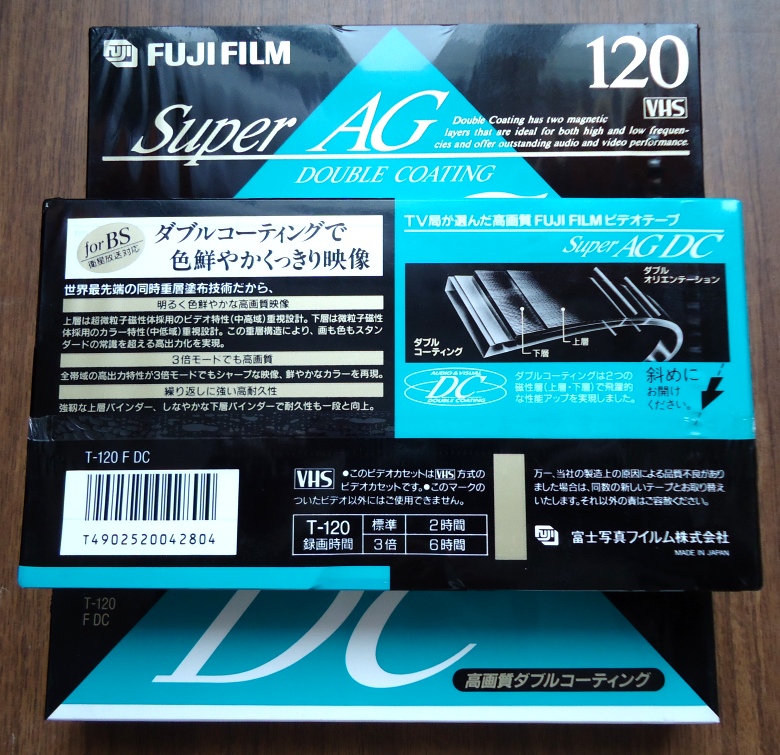 FUJI FILM
120
VHS
Super AG
Double Coating has two magnetic
layers that are ideal for both high and low frequen-
cies and offer outstanding audio and video performance.
DOUBLE COATING
for BS
衛星放送対応
ダブルコーティングで
色鮮やかくっきり映像
世界最先端の同時重層塗布技術だから、
明るく色鮮やかな高画質映像
上層は超微粒子磁性体採用のビデオ特性(中高域)重視設計。下層は微粒子磁性
体採用のカラー特性(中低域)重視設計。この重層構造により、画も色もスタン
ダードの常識を超える高出力化を実現。
3倍モードでも高画質
全帯域の高出力特性が3倍モードでもシャープな映像、鮮やかなカラーを再現。
繰り返しに強い高耐久性
強靭な上層バインダー、しなやかな下層バインダーで耐久性も一段と向上。
TV局が選んだ高画質FUJI FILMビデオテープ
Super AG DC
ダブル
オリエンテーション
ダブル
コーティング
上層
下層
AUDIO & VISUAL
DC
DOUBLE COATING
ダブルコーティングは2つの
磁性層(上層・下層)で飛躍的
な性能アップを実現しました。
斜めに
お開け
ください。
T-120 F DC
T4902520042804
VHS
●このビデオカセットはVHS方式の
ビデオカセットです。●このマークの
ついたビデオ以外にはご使用できません。
T-120 標準 2時間
録画時間 3倍 6時間
万一、当社の製造上の原因による品質不良があり
ました場合は、同数の新しいテープとお取り替え
いたします。それ以外の責はご容赦ください。
富士写真フイルム株式会社
MADE IN JAPAN
T-120
F DC
DC
高画質ダブルコーティング